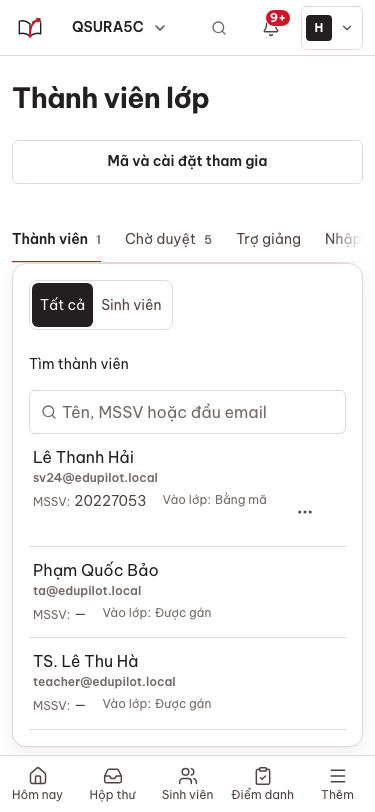 QSURA5C
9+
H
Thành viên lớp
Mã và cài đặt tham gia
Thành viên 1 Chờ duyệt 5 Trợ giảng Nhập
Tất cả Sinh viên
Tìm thành viên
Tên, MSSV hoặc đầu email
Lê Thanh Hải
sv24@edupilot.local
MSSV: 20227053 Vào lớp: Bằng mã
Phạm Quốc Bảo
ta@edupilot.local
MSSV: — Vào lớp: Được gán
TS. Lê Thu Hà
teacher@edupilot.local
MSSV: — Vào lớp: Được gán
Hôm nay Hộp thư Sinh viên Điểm danh Thêm